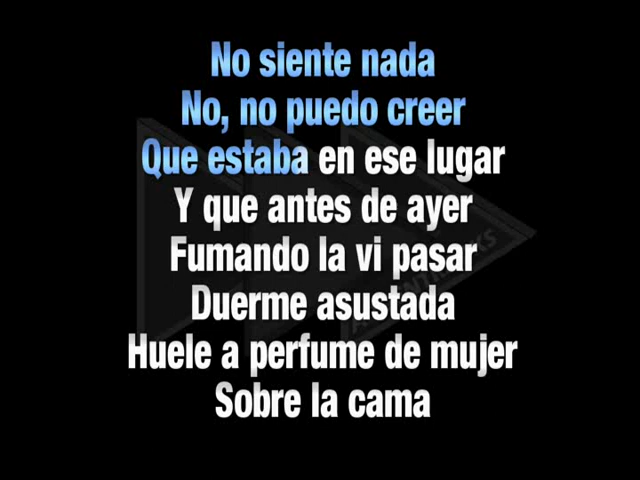 No siente nada
No, no puedo creer
Que estaba en ese lugar
Y que antes de ayer
Fumando la vi pasar
Duerme asustada
Huele a perfume de mujer
Sobre la cama